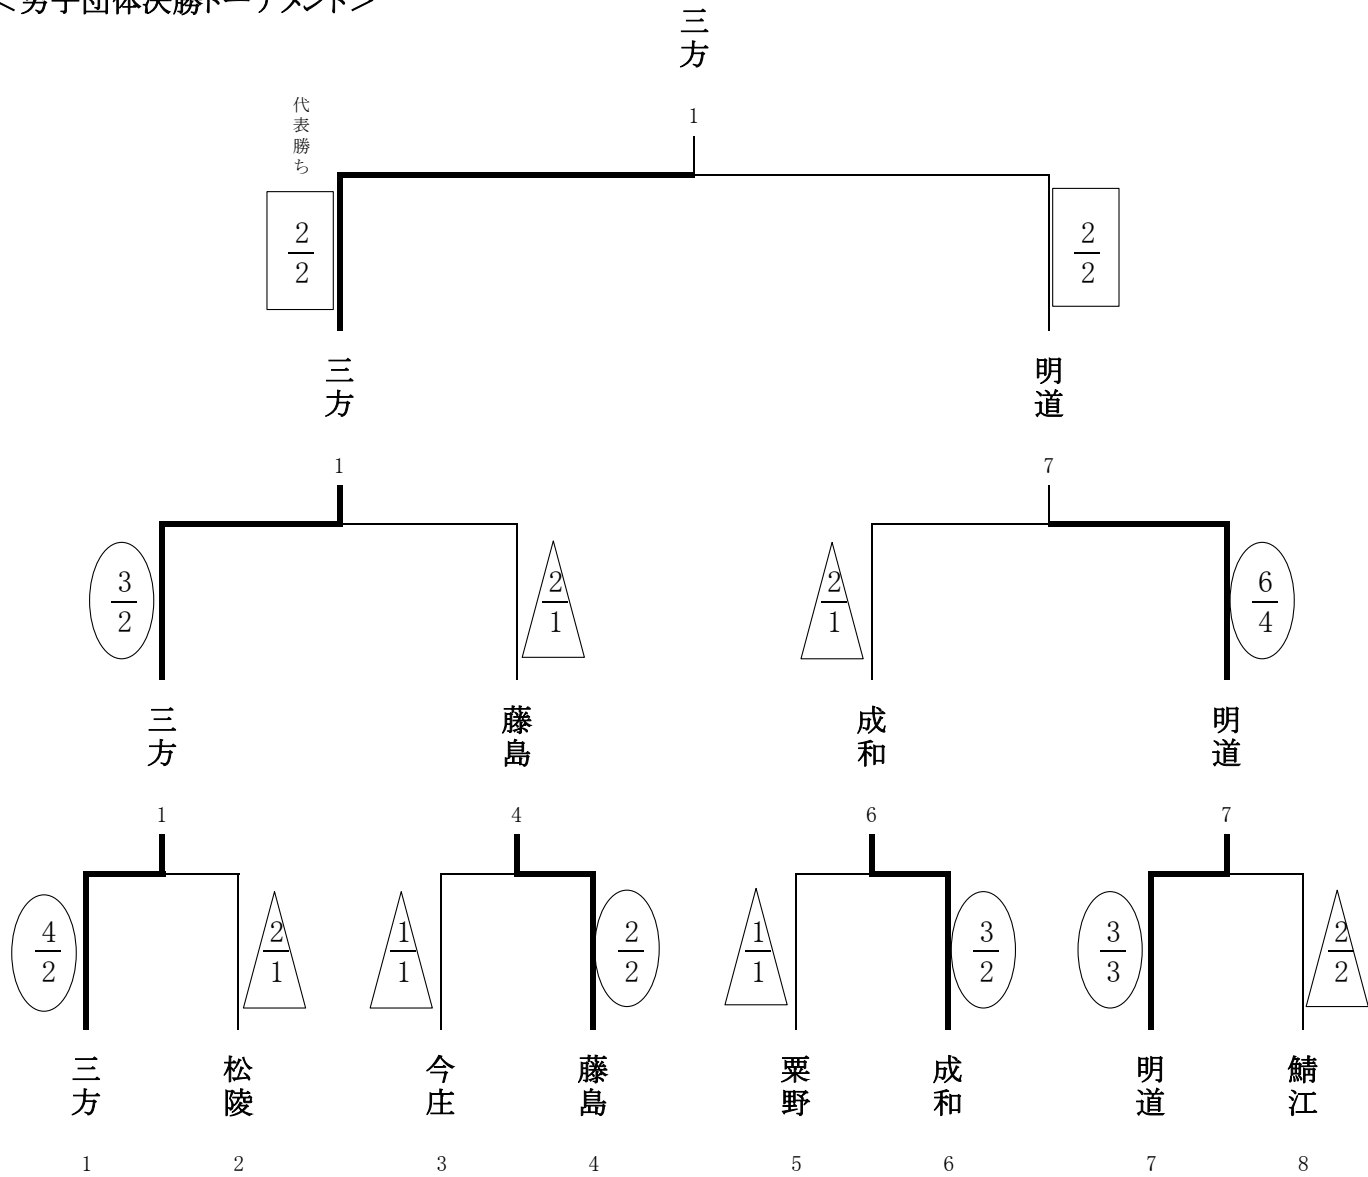 ＜男子団体決勝トーナメント＞
三方
1
代表勝ち
2/2
2/2
三方
明道
1
7
3/2
2/1
2/1
6/4
三方
藤島
成和
明道
1
4
6
7
4/2
2/1
1/1
2/2
1/1
3/2
3/3
2/2
三方
松陵
今庄
藤島
粟野
成和
明道
鯖江
1
2
3
4
5
6
7
8